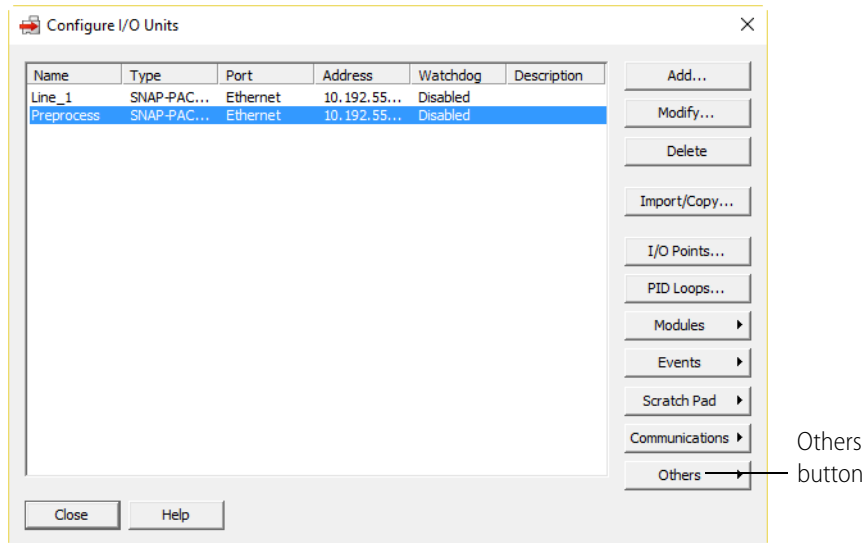 Configure I/O Units
Name Type Port Address Watchdog Description
Line_1 SNAP-PAC... Ethernet 10.192.55... Disabled
Preprocess SNAP-PAC... Ethernet 10.192.55... Disabled
Add...
Modify...
Delete
Import/Copy...
I/O Points...
PID Loops...
Modules
Events
Scratch Pad
Communications
Others
Others
button
Close
Help